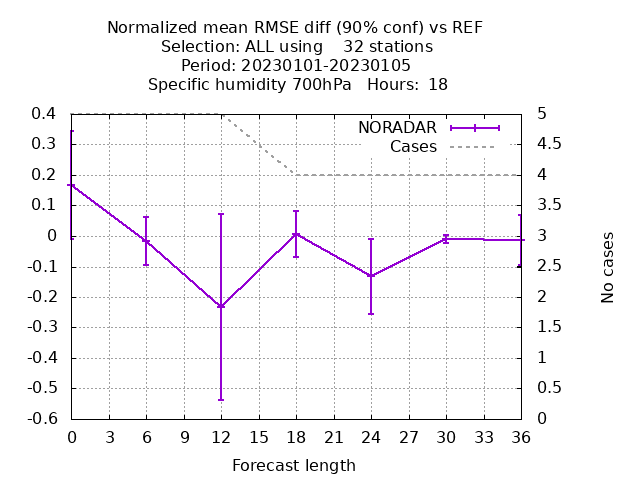 Normalized mean RMSE diff (90% conf) vs REF
Selection: ALL using    32 stations
Period: 20230101-20230105
Specific humidity 700hPa   Hours:  18
0.4
0.3
0.2
0.1
0
-0.1
-0.2
-0.3
-0.4
-0.5
-0.6
NORADAR
Cases
5
4.5
4
3.5
3
2.5
2
1.5
1
0.5
0
No cases
0 3 6 9 12 15 18 21 24 27 30 33 36
Forecast length